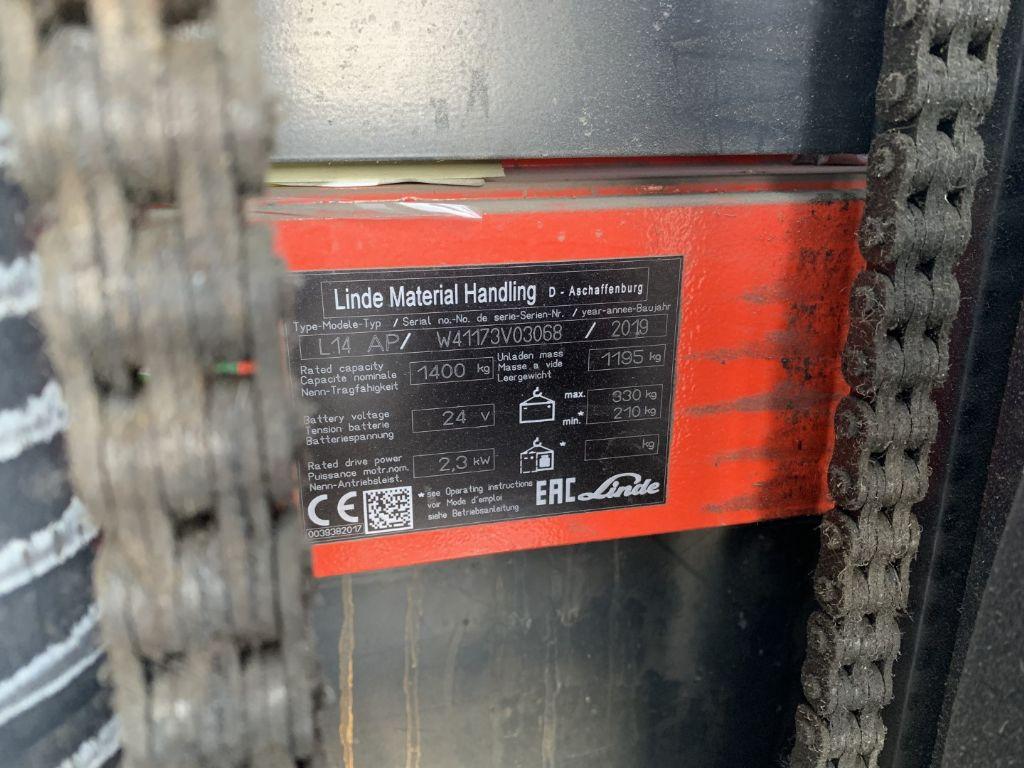 Linde Material Handling D - Aschaffenburg
Type-Modele-Typ / Serial no.-No. de serie-Serien-Nr. / year-annee-Baujahr
L14 AP / W41173V03068 / 2019
Rated capacity
Capacite nominale
Nenn-Tragfähigkeit
1400 kg
Unladen mass
Masse a vide
Leergewicht
1195 kg
Battery voltage
Tension batterie
Batteriespannung
24 V
max. 330 kg
min.* 210 kg
Rated drive power
Puissance motr.nom.
Nenn-Antriebsleist.
2,3 kW
* kg
CE
0039382017
* see Operating instructions
voir Mode d'emploi
siehe Betriebsanleitung
EAC Linde